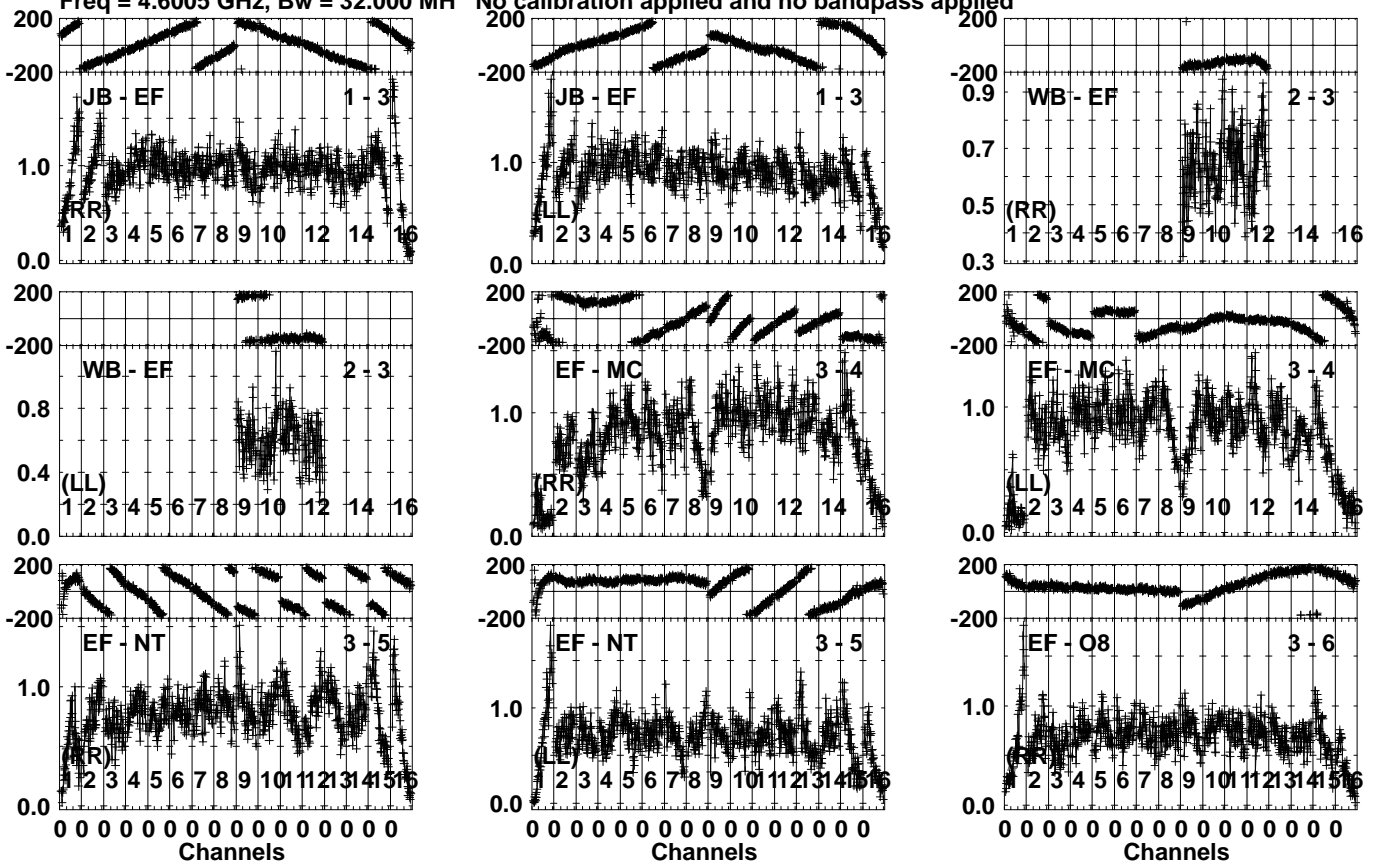 Freq = 4.6005 GHz, Bw = 32.000 MH No calibration applied and no bandpass applied
200 200 200
-200 -200 -200
JB - EF 1 - 3 JB - EF 1 - 3 WB - EF 2 - 3
0.9
1.0 1.0 0.7
0.5
(RR) (LL) (RR)
1 2 3 4 5 6 7 8 9 10 12 14 16 1 2 3 4 5 6 7 8 9 10 12 14 16 1 2 3 4 5 6 7 8 9 10 12 14 16
0.0 0.0 0.3
200 200 200
-200 -200 -200
WB - EF 2 - 3 EF - MC 3 - 4 EF - MC 3 - 4
0.8 1.0 1.0
0.4
(LL) (RR) (LL)
1 2 3 4 5 6 7 8 9 10 12 16 2 3 4 5 6 7 8 9 10 12 14 16 2 3 4 5 6 7 8 9 10 12 14 16
0.0 0.0 0.0
200 200 200
-200 -200 -200
EF - NT 3 - 5 EF - NT 3 - 5 EF - O8 3 - 6
1.0 1.0 1.0
(RR) (LL) (RR)
1 2 3 4 5 6 7 8 9 10 11 12 13 14 15 16 2 3 4 5 6 7 8 9 10 11 12 13 14 15 16 2 3 4 5 6 7 8 9 10 11 12 13 14 15 16
0.0 0.0 0.0
0 0 0 0 0 0 0 0 0 0 0 0 0 0 0 0 0 0 0 0 0 0 0 0 0 0 0 0 0 0 0 0 0 0 0 0 0 0 0 0 0 0 0 0 0 0 0 0
Channels Channels Channels